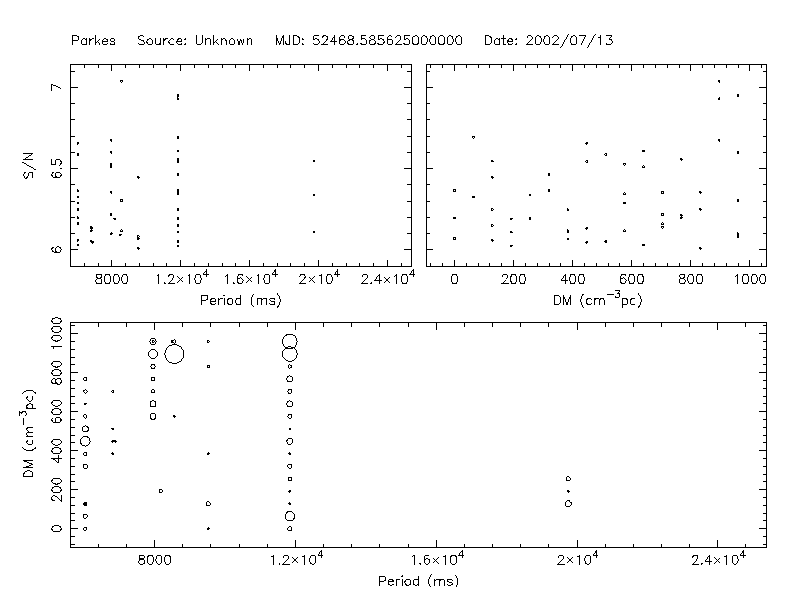 Parkes Source: Unknown MJD: 52468.585625000000 Date: 2002/07/13
7
6.5
6
S/N
8000 1.2×10⁴ 1.6×10⁴ 2×10⁴ 2.4×10⁴
Period (ms)
0 200 400 600 800 1000
DM (cm⁻³pc)
1000
800
600
400
200
0
DM (cm⁻³pc)
8000 1.2×10⁴ 1.6×10⁴ 2×10⁴ 2.4×10⁴
Period (ms)